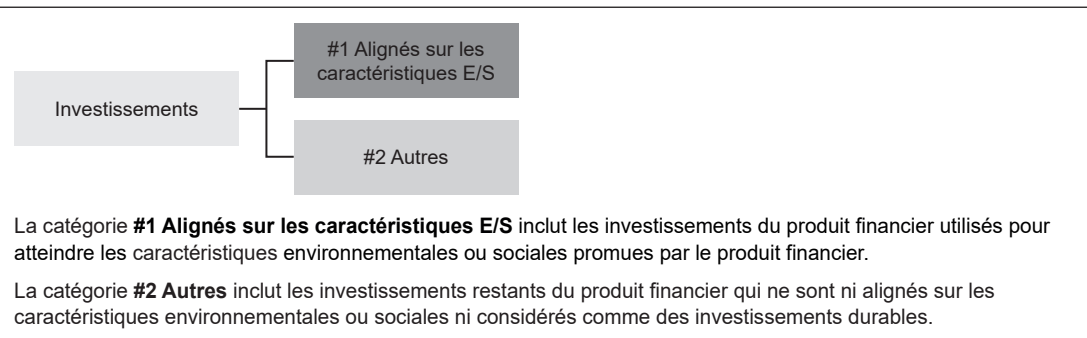 #1 Alignés sur les
caractéristiques E/S
Investissements
#2 Autres
La catégorie #1 Alignés sur les caractéristiques E/S inclut les investissements du produit financier utilisés pour
atteindre les caractéristiques environnementales ou sociales promues par le produit financier.
La catégorie #2 Autres inclut les investissements restants du produit financier qui ne sont ni alignés sur les
caractéristiques environnementales ou sociales ni considérés comme des investissements durables.